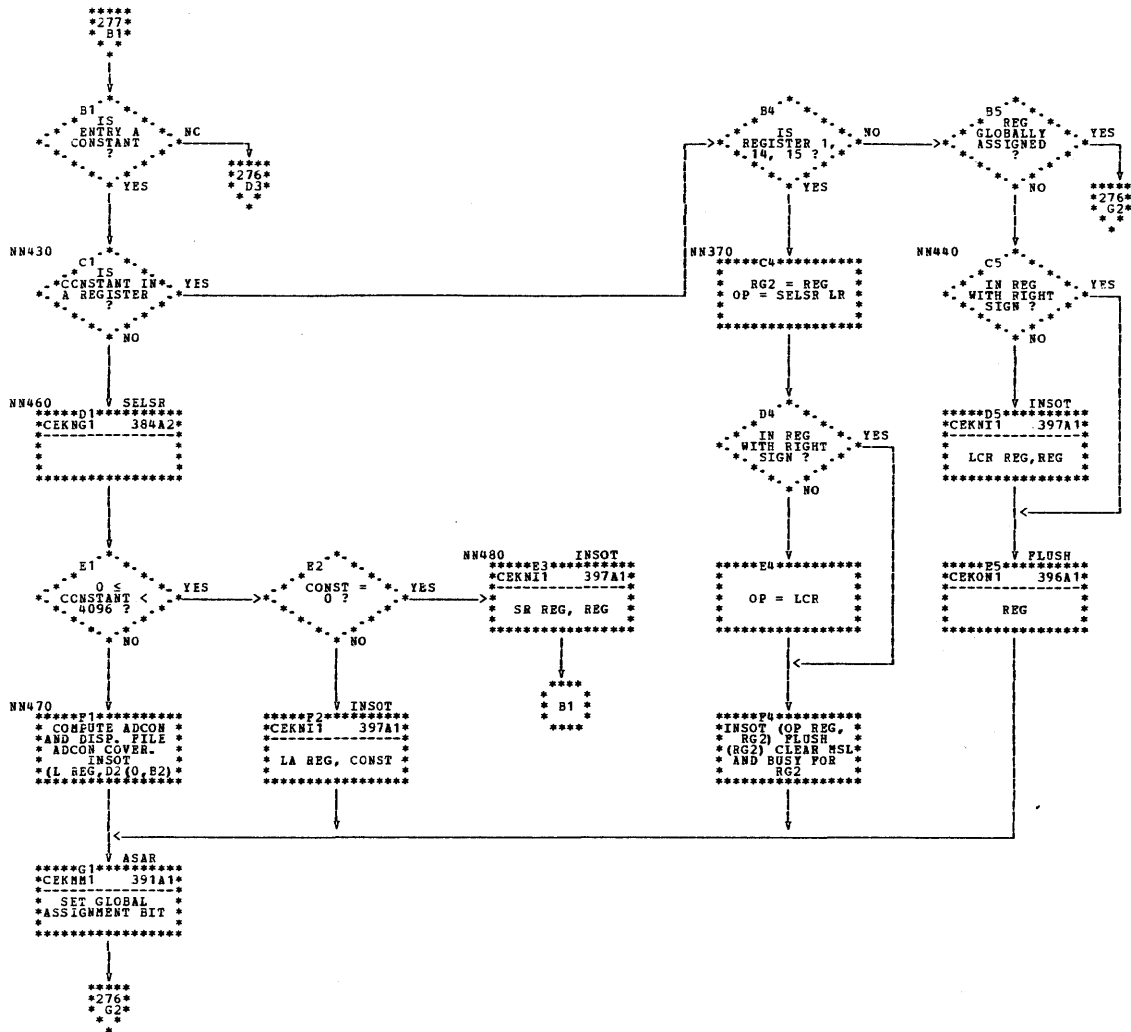 277
B1
B1
IS
ENTRY A
CONSTANT
?
NC
YES
276
D3
B4
IS
REGISTER 1,
14, 15 ?
NO
YES
B5
REG
GLOBALLY
ASSIGNED
?
YES
NO
276
G2
NN430
C1
IS
CCNSTANT IN
A REGISTER
?
YES
NO
NN370
C4
RG2 = REG
OP = SELSR LR
NN440
C5
IN REG
WITH RIGHT
SIGN ?
YES
NO
NN460
D1
SELSR
CEKNG1 384A2
D4
IN REG
WITH RIGHT
SIGN ?
YES
NO
D5
INSOT
CEKNI1 397A1
LCR REG,REG
E1
0 ≤
CONSTANT <
4096 ?
YES
NO
E2
CONST =
0 ?
YES
NO
NN480
E3
INSOT
CEKNI1 397A1
SR REG, REG
B1
E4
OP = LCR
FLUSH
E5
CEKON1 396A1
REG
NN470
F1
COMPUTE ADCON
AND DISP. FILE
ADCON COVER.
INSOT
(L REG,D2(0,B2)
INSOT
F2
CEKNI1 397A1
LA REG, CONST
F4
INSOT (OP REG,
RG2) FLUSH
(RG2) CLEAR MSL
AND BUSY FOR
RG2
ASAR
G1
CEKMM1 391A1
SET GLOBAL
ASSIGNMENT BIT
276
G2